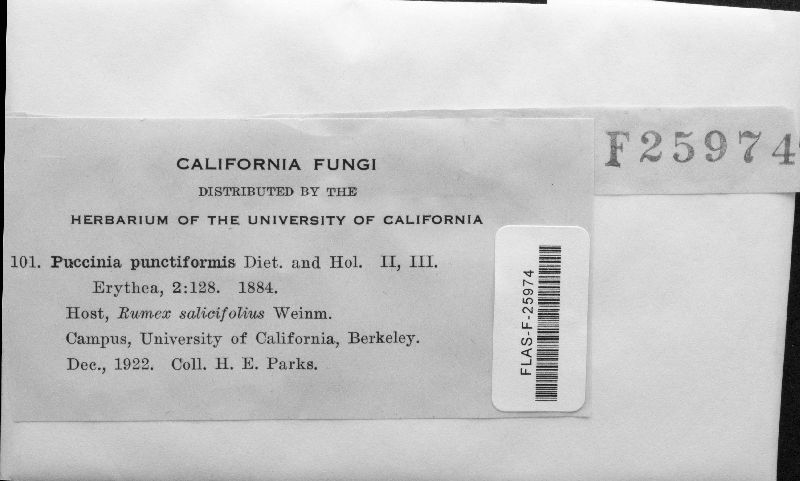 CALIFORNIA FUNGI
DISTRIBUTED BY THE
HERBARIUM OF THE UNIVERSITY OF CALIFORNIA
101. Puccinia punctiformis Diet. and Hol. II, III.
Erythea, 2:128. 1884.
Host, Rumex salicifolius Weinm.
Campus, University of California, Berkeley.
Dec., 1922. Coll. H. E. Parks.
F25974
FLAS-F-25974